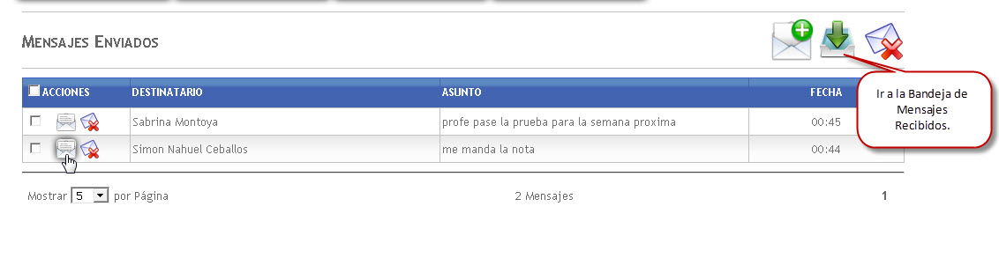 Mensajes Enviados
Ir a la Bandeja de
Mensajes
Recibidos.
ACCIONES DESTINATARIO ASUNTO FECHA
Sabrina Montoya profe pase la prueba para la semana proxima 00:45
Simon Nahuel Ceballos me manda la nota 00:44
Mostrar 5 por Página 2 Mensajes 1